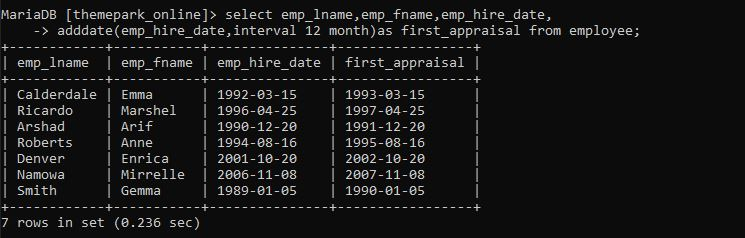 MariaDB [themepark_online]> select emp_lname,emp_fname,emp_hire_date,
    -> adddate(emp_hire_date,interval 12 month)as first_appraisal from employee;
+------------+-----------+---------------+-----------------+
| emp_lname  | emp_fname | emp_hire_date | first_appraisal |
+------------+-----------+---------------+-----------------+
| Calderdale | Emma      | 1992-03-15    | 1993-03-15      |
| Ricardo    | Marshel   | 1996-04-25    | 1997-04-25      |
| Arshad     | Arif      | 1990-12-20    | 1991-12-20      |
| Roberts    | Anne      | 1994-08-16    | 1995-08-16      |
| Denver     | Enrica    | 2001-10-20    | 2002-10-20      |
| Namowa     | Mirrelle  | 2006-11-08    | 2007-11-08      |
| Smith      | Gemma     | 1989-01-05    | 1990-01-05      |
+------------+-----------+---------------+-----------------+
7 rows in set (0.236 sec)